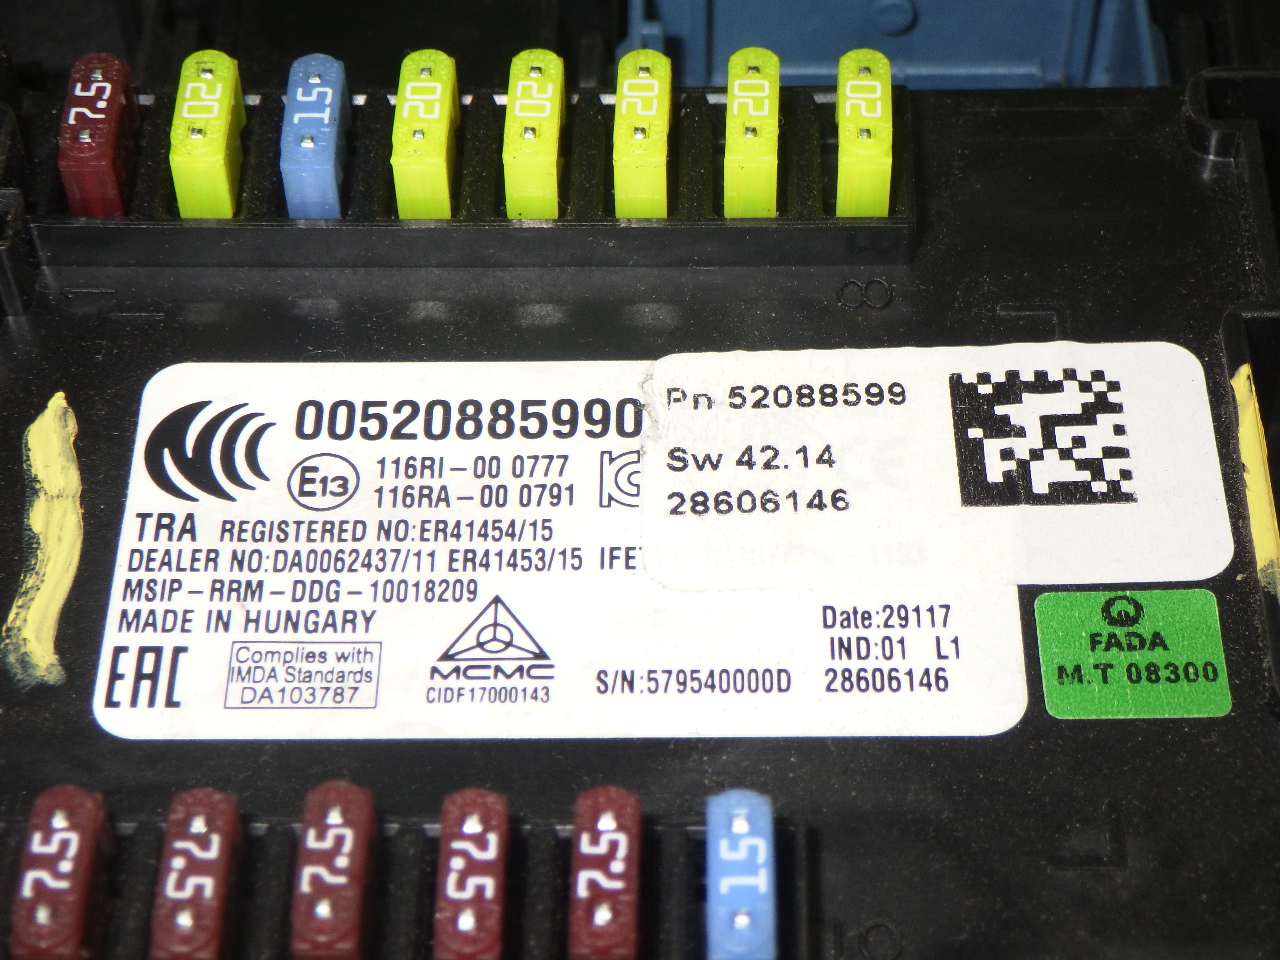 7.5 20 15 20 20 20 20 20
8
00520885990
Pn 52088599
E13
116RI-00 0777
116RA-00 0791
Sw 42.14
28606146
TRA REGISTERED NO:ER41454/15
DEALER NO:DA0062437/11 ER41453/15 IFE
MSIP-RRM-DDG-10018209
MADE IN HUNGARY
EAC
Complies with
IMDA Standards
DA103787
MCMC
CIDF17000143
S/N:579540000D
Date:29117
IND:01 L1
28606146
FADA
M.T 08300
7.5 7.5 7.5 7.5 7.5 15